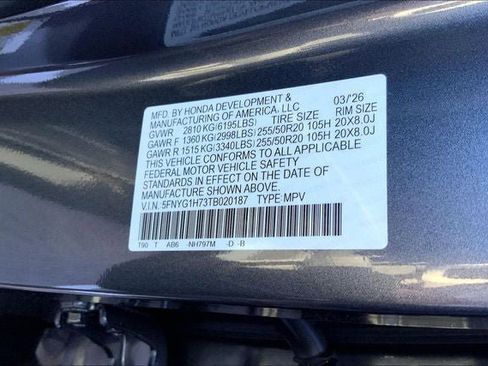 MFD. BY HONDA DEVELOPMENT & 03/'26
MANUFACTURING OF AMERICA, LLC TIRE SIZE RIM SIZE
GVWR 2810 KG(6195LBS)
GAWR F 1360 KG(2998LBS) 255/50R20 105H 20X8.0J
GAWR R 1515 KG(3340LBS) 255/50R20 105H 20X8.0J
THIS VEHICLE CONFORMS TO ALL APPLICABLE
FEDERAL MOTOR VEHICLE SAFETY
STANDARDS IN EFFECT ON THE DATE OF
MANUFACTURE SHOWN ABOVE.
V.I.N. 5FNYG1H73TB020187 TYPE: MPV
T90 T AB6 -NH797M -D -B